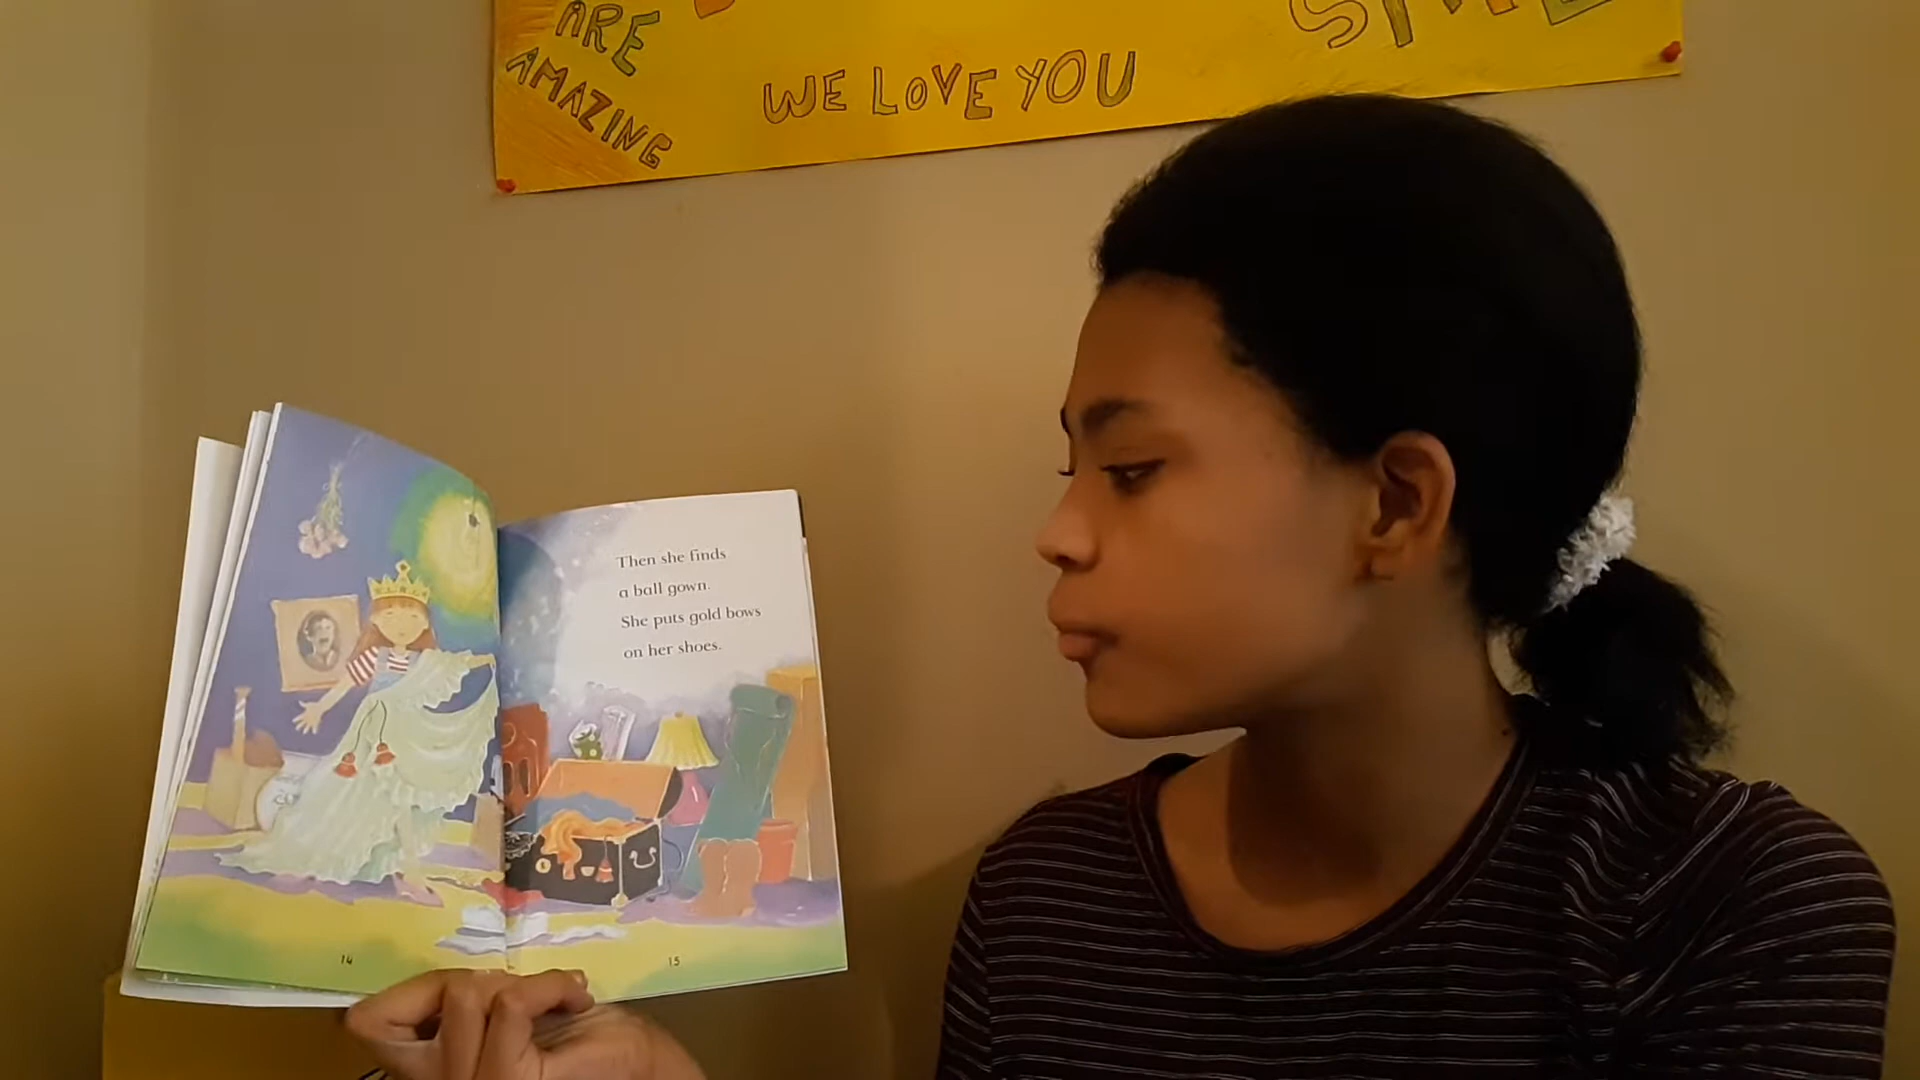 ARE
AMAZING
WE LOVE YOU
Then she finds
a ball gown.
She puts gold bows
on her shoes.
14
15